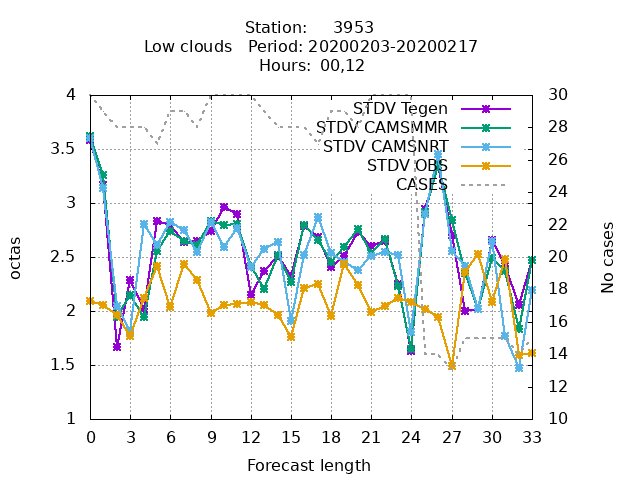 Station: 3953
Low clouds Period: 20200203-20200217
Hours: 00,12
4 30
STDV Tegen
STDV CAMSMMR 28
3.5 STDV CAMSNRT 26
STDV OBS
CASES 24
3 22
2.5 20
octas No cases
18
2 16
1.5 14
12
1 10
0 3 6 9 12 15 18 21 24 27 30 33
Forecast length